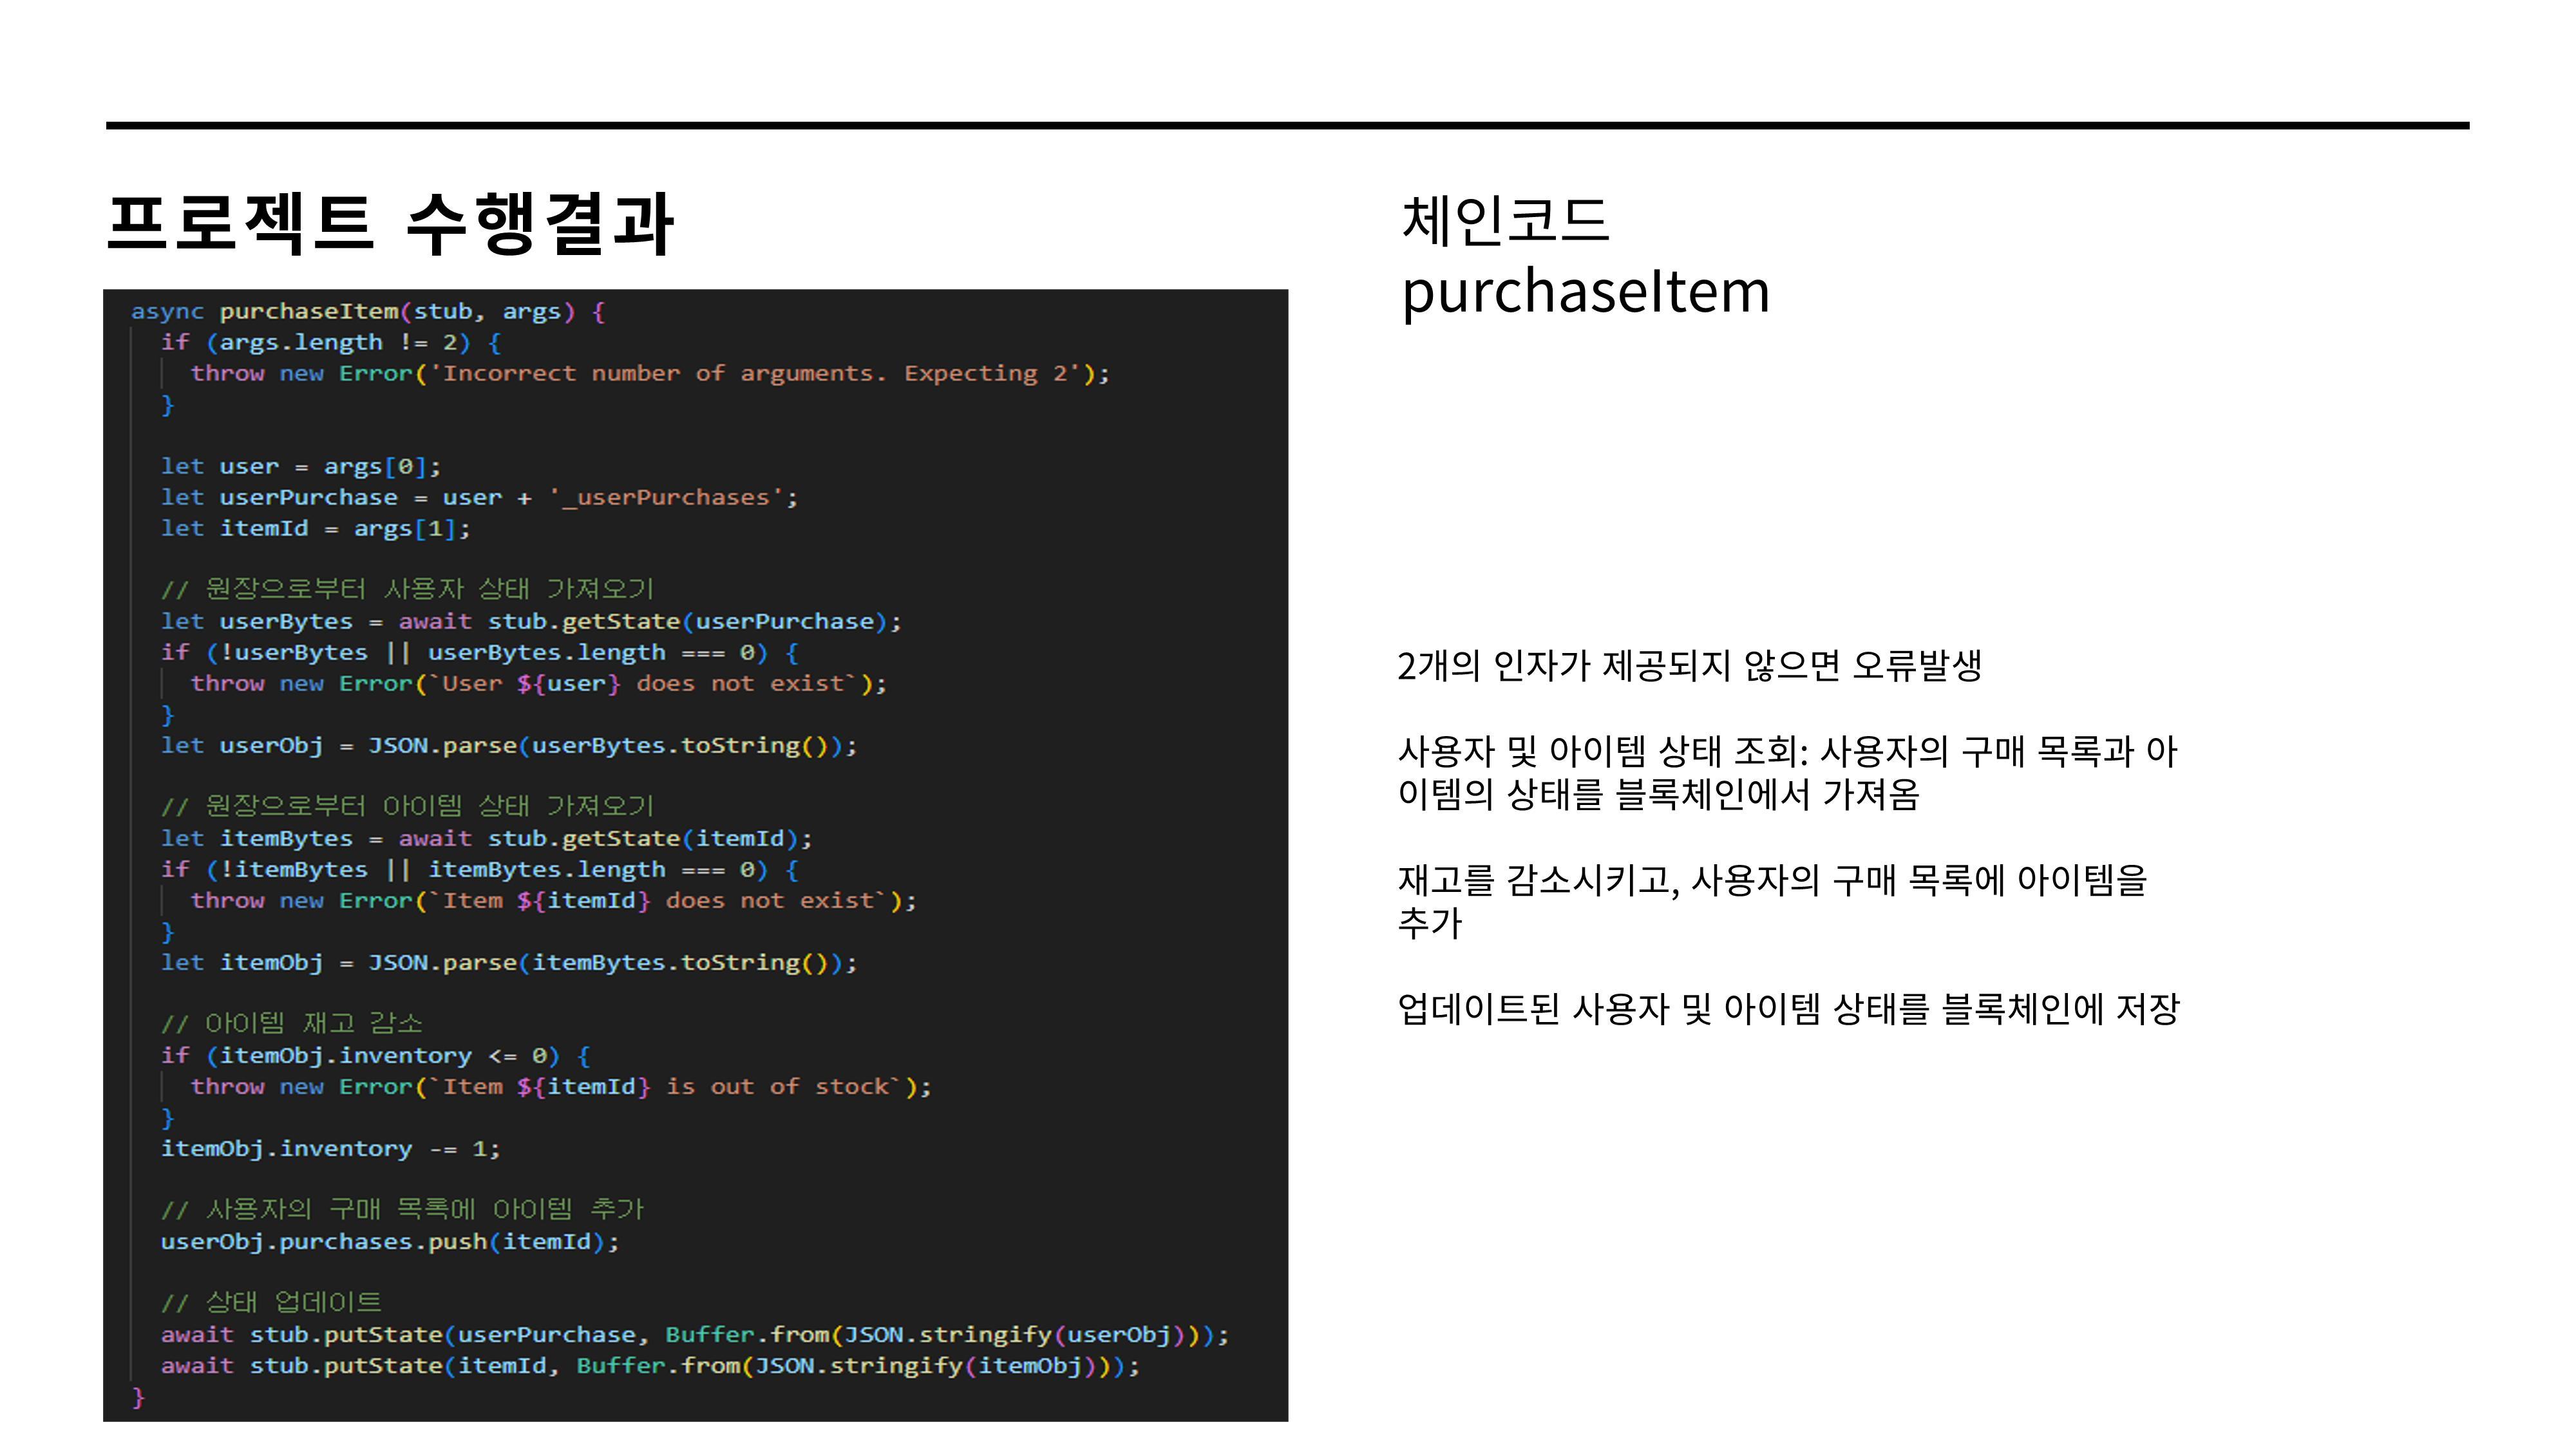 프로젝트 수행결과
async purchaseItem(stub, args) {
if (args.length != 2) {
throw new Error('Incorrect number of arguments. Expecting 2');
}
let user = args[0];
let userPurchase = user + '_userPurchases';
let itemId = args[1];
// 원장으로부터 사용자 상태 가져오기
let userBytes = await stub.getState(userPurchase);
if (!userBytes || userBytes.length === 0) {
throw new Error(`User ${user} does not exist`);
}
let userObj = JSON.parse(userBytes.toString());
// 원장으로부터 아이템 상태 가져오기
let itemBytes = await stub.getState(itemId);
if (!itemBytes || itemBytes.length === 0) {
throw new Error(`Item ${itemId} does not exist`);
}
let itemObj = JSON.parse(itemBytes.toString());
// 아이템 재고 감소
if (itemObj.inventory <= 0) {
throw new Error(`Item ${itemId} is out of stock`);
}
itemObj.inventory -= 1;
// 사용자의 구매 목록에 아이템 추가
userObj.purchases.push(itemId);
// 상태 업데이트
await stub.putState(userPurchase, Buffer.from(JSON.stringify(userObj)));
await stub.putState(itemId, Buffer.from(JSON.stringify(itemObj)));
}
체인코드
purchaseItem
2개의 인자가 제공되지 않으면 오류발생
사용자 및 아이템 상태 조회: 사용자의 구매 목록과 아
이템의 상태를 블록체인에서 가져옴
재고를 감소시키고, 사용자의 구매 목록에 아이템을
추가
업데이트된 사용자 및 아이템 상태를 블록체인에 저장